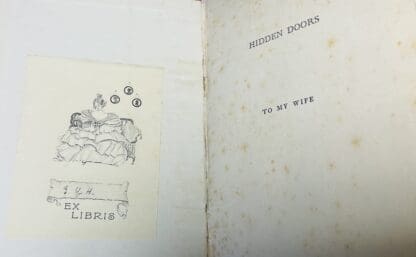 EX
LIBRIS
HIDDEN DOORS
TO MY WIFE